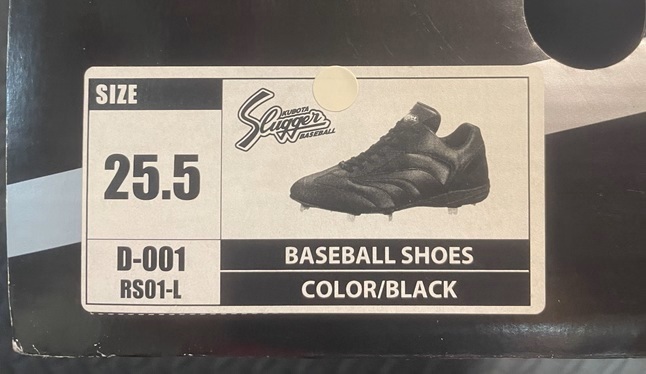 SIZE
25.5
D-001
RS01-L
KUBOTA
Slugger
BASEBALL
BASEBALL SHOES
COLOR/BLACK